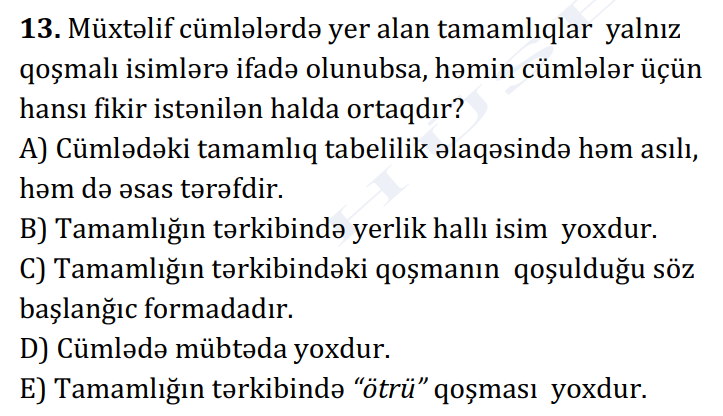 13. Müxtəlif cümlələrdə yer alan tamamlıqlar yalnız
qoşmalı isimlərə ifadə olunubsa, həmin cümlələr üçün
hansı fikir istənilən halda ortaqdır?
A) Cümlədəki tamamlıq tabelilik əlaqəsində həm asılı,
həm də əsas tərəfdir.
B) Tamamlığın tərkibində yerlik hallı isim yoxdur.
C) Tamamlığın tərkibindəki qoşmanın qoşulduğu söz
başlanğıc formadadır.
D) Cümlədə mübtəda yoxdur.
E) Tamamlığın tərkibində “ötrü” qoşması yoxdur.